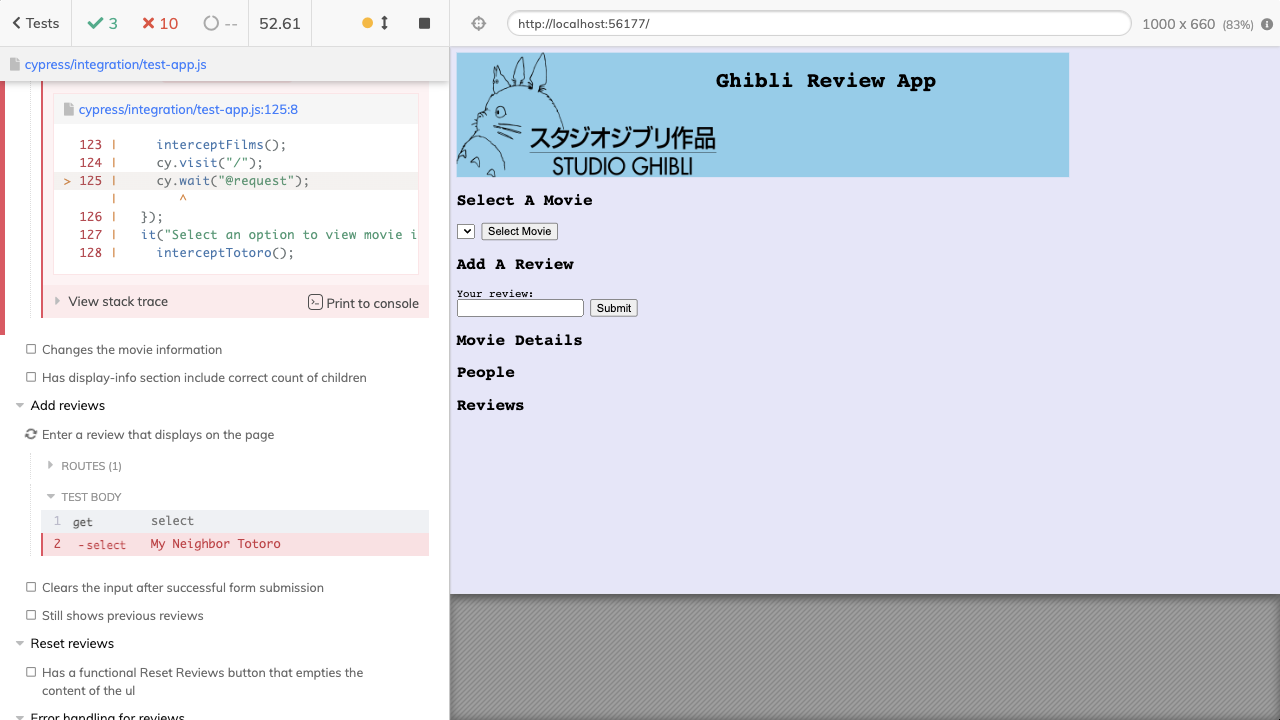 Tests
3
10
--
52.61
http://localhost:56177/
1000 x 660 (83%)
cypress/integration/test-app.js
cypress/integration/test-app.js:125:8
123 | interceptFilms();
124 | cy.visit("/");
> 125 | cy.wait("@request");
| ^
126 | });
127 | it("Select an option to view movie i
128 | interceptTotoro();
View stack trace
Print to console
Changes the movie information
Has display-info section include correct count of children
Add reviews
Enter a review that displays on the page
ROUTES (1)
TEST BODY
1 get select
2 -select My Neighbor Totoro
Clears the input after successful form submission
Still shows previous reviews
Reset reviews
Has a functional Reset Reviews button that empties the
content of the ul
Error handling for reviews
Ghibli Review App
スタジオジブリ作品
STUDIO GHIBLI
Select A Movie
Select Movie
Add A Review
Your review:
Submit
Movie Details
People
Reviews